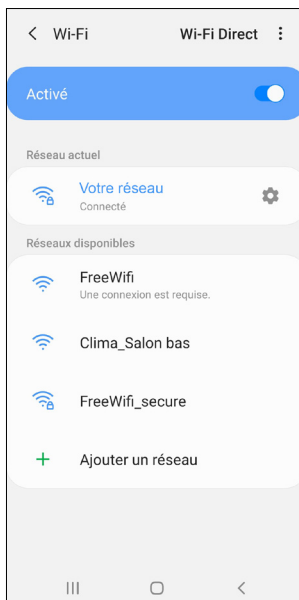 Wi-Fi Wi-Fi Direct
Activé
Réseau actuel
Votre réseau
Connecté
Réseaux disponibles
FreeWifi
Une connexion est requise.
Clima_Salon bas
FreeWifi_secure
Ajouter un réseau